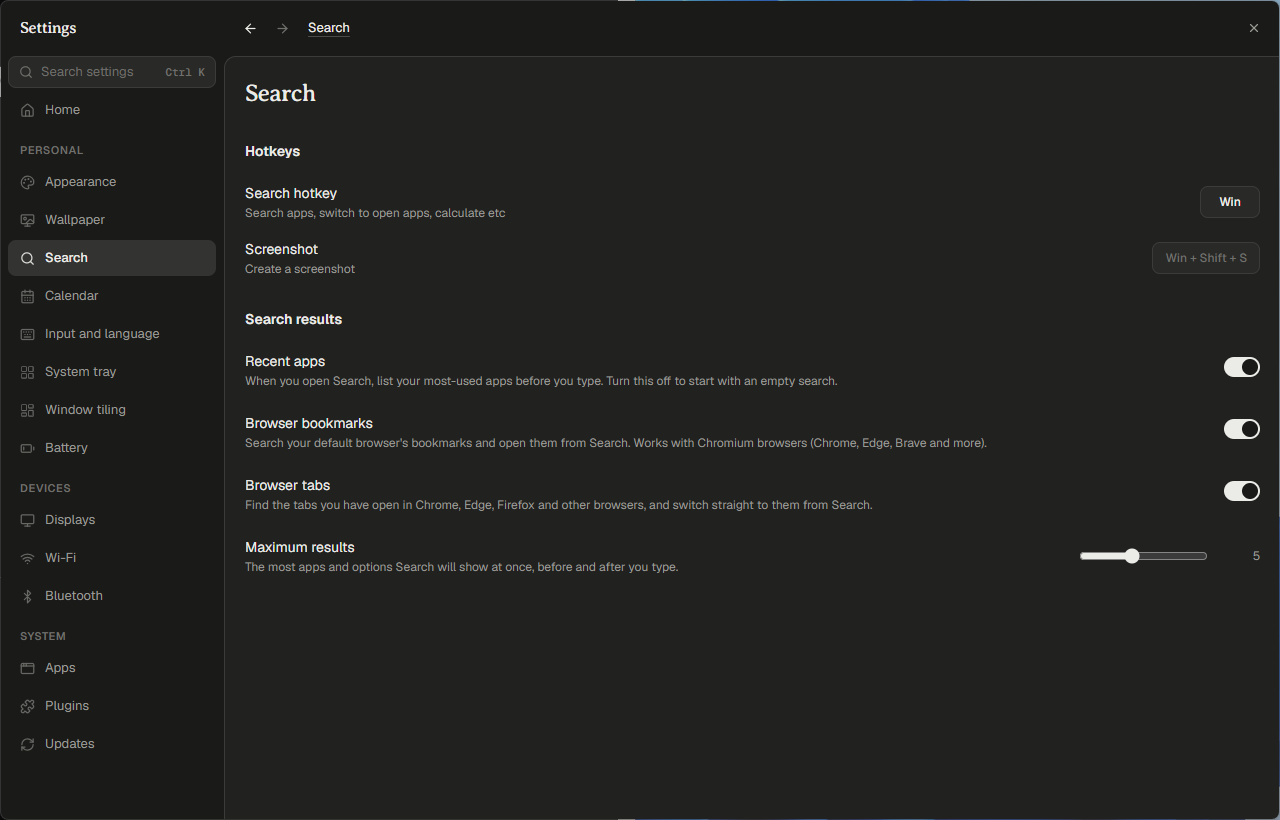 Settings
Search
Search settings
Ctrl K
Home
PERSONAL
Appearance
Wallpaper
Search
Calendar
Input and language
System tray
Window tiling
Battery
DEVICES
Displays
Wi-Fi
Bluetooth
SYSTEM
Apps
Plugins
Updates
Search
Hotkeys
Search hotkey
Search apps, switch to open apps, calculate etc
Win
Screenshot
Create a screenshot
Win + Shift + S
Search results
Recent apps
When you open Search, list your most-used apps before you type. Turn this off to start with an empty search.
Browser bookmarks
Search your default browser's bookmarks and open them from Search. Works with Chromium browsers (Chrome, Edge, Brave and more).
Browser tabs
Find the tabs you have open in Chrome, Edge, Firefox and other browsers, and switch straight to them from Search.
Maximum results
The most apps and options Search will show at once, before and after you type.
5